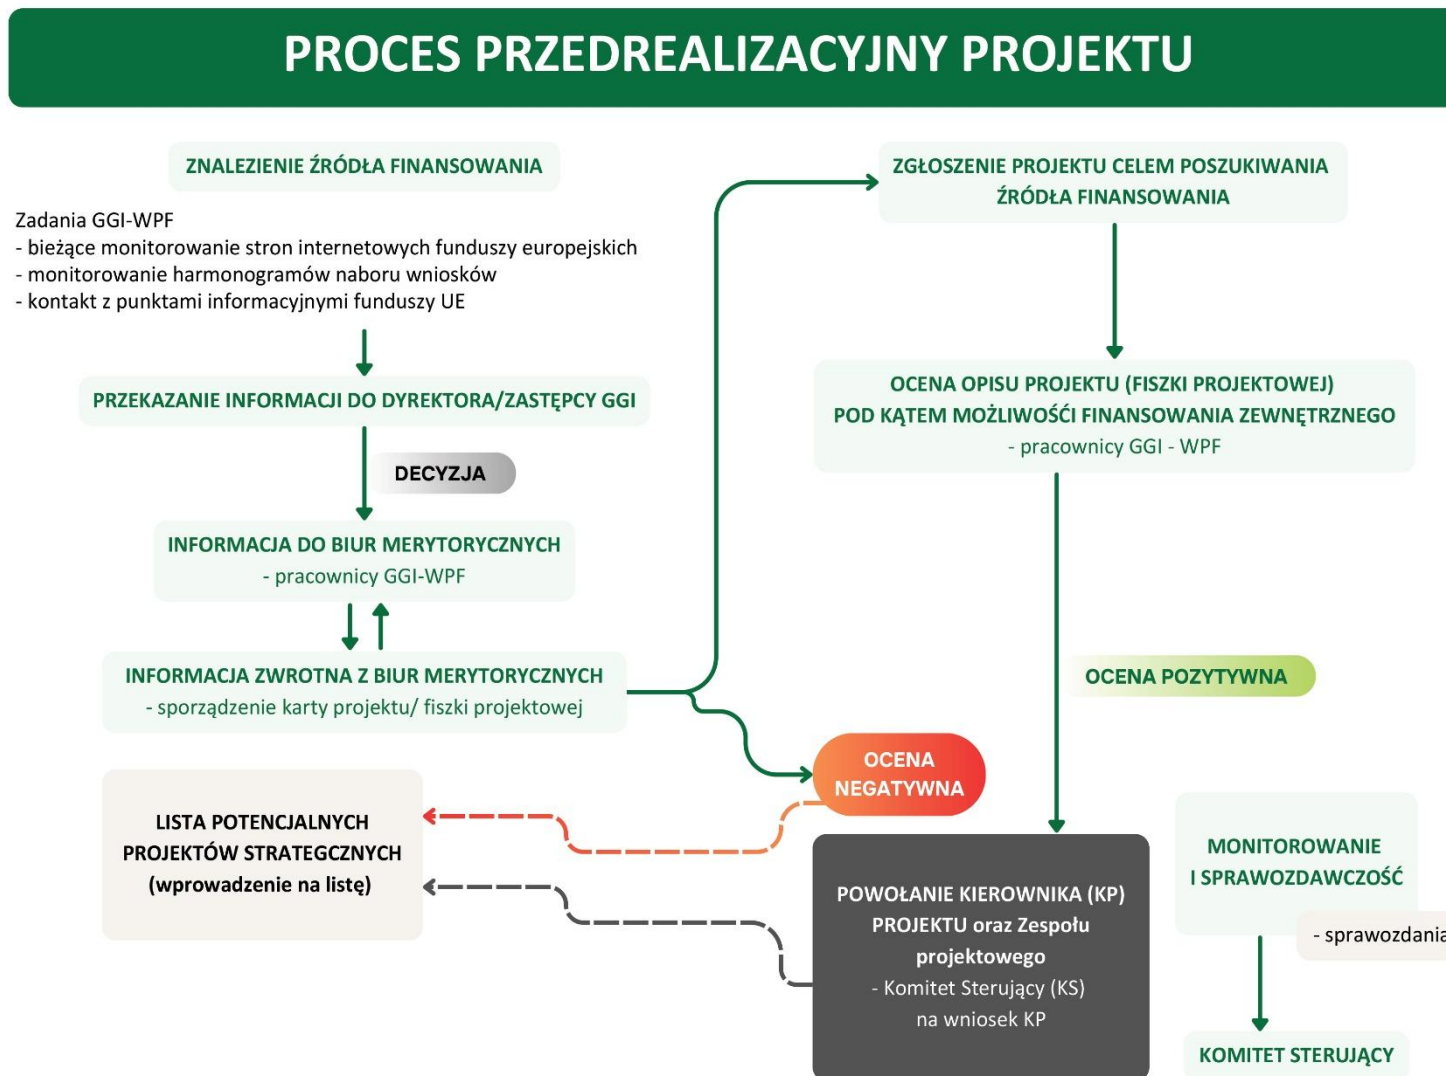 PROCES PRZEDREALIZACYJNY PROJEKTU
ZNALEZIENIE ŹRÓDŁA FINANSOWANIA
Zadania GGI-WPF
- bieżące monitorowanie stron internetowych funduszy europejskich
- monitorowanie harmonogramów naboru wniosków
- kontakt z punktami informacyjnymi funduszy UE
PRZEKAZANIE INFORMACJI DO DYREKTORA/ZASTĘPCY GGI
DECYZJA
INFORMACJA DO BIUR MERYTORYCZNYCH
- pracownicy GGI-WPF
INFORMACJA ZWROTNA Z BIUR MERYTORYCZNYCH
- sporządzenie karty projektu/ fiszki projektowej
ZGŁOSZENIE PROJEKTU CELEM POSZUKIWANIA
ŹRÓDŁA FINANSOWANIA
OCENA OPISU PROJEKTU (FISZKI PROJEKTOWEJ)
POD KĄTEM MOŻLIWOŚĆI FINANSOWANIA ZEWNĘTRZNEGO
- pracownicy GGI - WPF
OCENA POZYTYWNA
OCENA
NEGATYWNA
LISTA POTENCJALNYCH
PROJEKTÓW STRATEGCZNYCH
(wprowadzenie na listę)
POWOŁANIE KIEROWNIKA (KP)
PROJEKTU oraz Zespołu
projektowego
- Komitet Sterujący (KS)
na wniosek KP
MONITOROWANIE
I SPRAWOZDAWCZOŚĆ
- sprawozdania
KOMITET STERUJĄCY